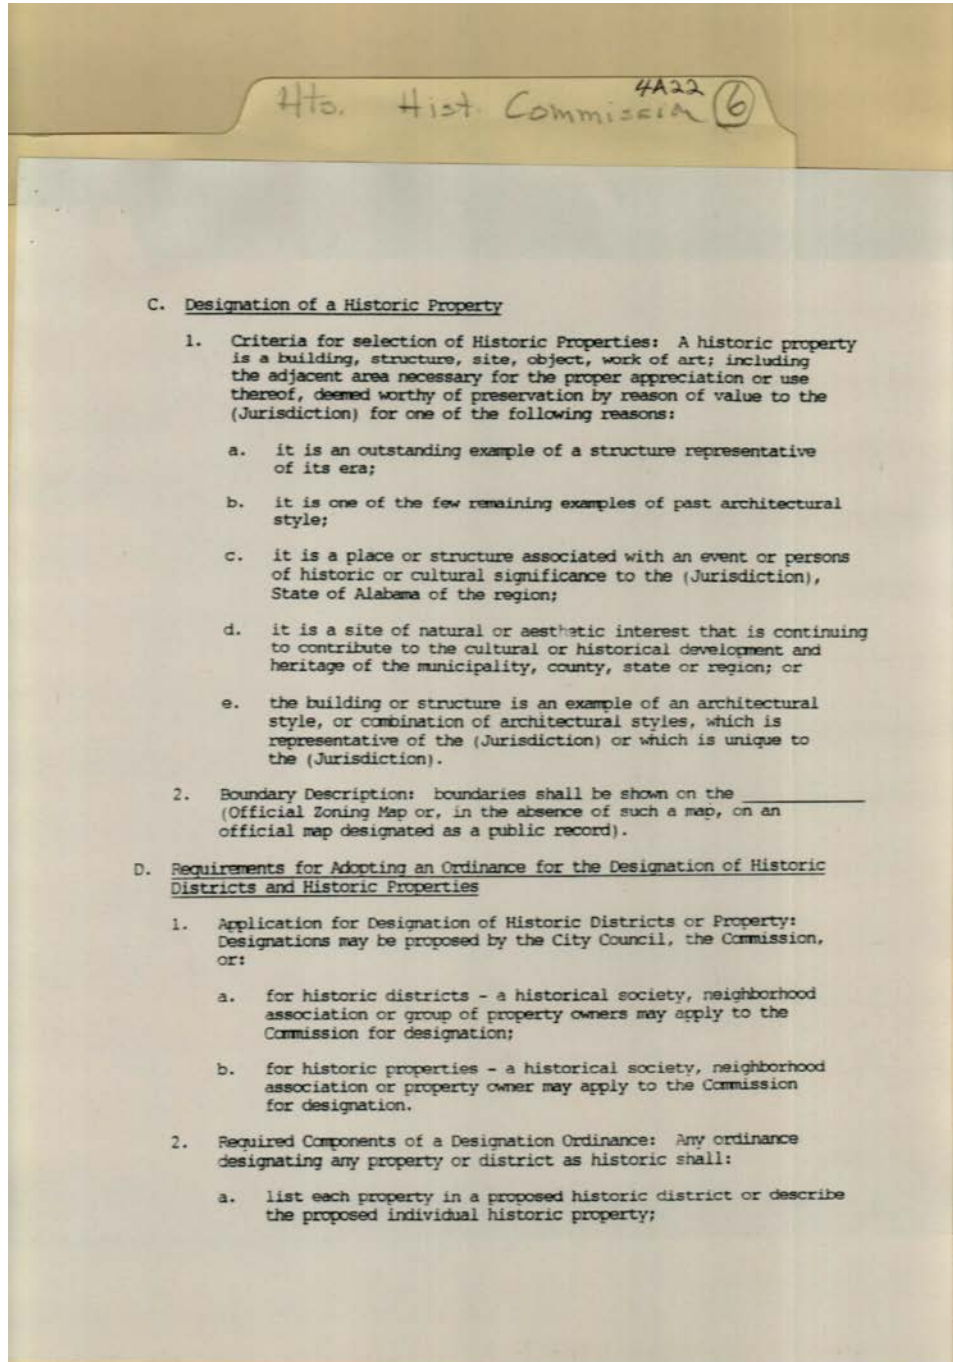 4A22
Hts. Hist. Commission 6
C. Designation of a Historic Property
1. Criteria for selection of Historic Properties: A historic property
is a building, structure, site, object, work of art; including
the adjacent area necessary for the proper appreciation or use
thereof, deemed worthy of preservation by reason of value to the
(Jurisdiction) for one of the following reasons:
a. it is an outstanding example of a structure representative
of its era;
b. it is one of the few remaining examples of past architectural
style;
c. it is a place or structure associated with an event or persons
of historic or cultural significance to the (Jurisdiction),
State of Alabama of the region;
d. it is a site of natural or aesthetic interest that is continuing
to contribute to the cultural or historical development and
heritage of the municipality, county, state or region; or
e. the building or structure is an example of an architectural
style, or combination of architectural styles, which is
representative of the (Jurisdiction) or which is unique to
the (Jurisdiction).
2. Boundary Description: boundaries shall be shown on the ____________
(Official Zoning Map or, in the absence of such a map, on an
official map designated as a public record).
D. Requirements for Adopting an Ordinance for the Designation of Historic
Districts and Historic Properties
1. Application for Designation of Historic Districts or Property:
Designations may be proposed by the City Council, the Commission,
or:
a. for historic districts - a historical society, neighborhood
association or group of property owners may apply to the
Commission for designation;
b. for historic properties - a historical society, neighborhood
association or property owner may apply to the Commission
for designation.
2. Required Components of a Designation Ordinance: Any ordinance
designating any property or district as historic shall:
a. list each property in a proposed historic district or describe
the proposed individual historic property;